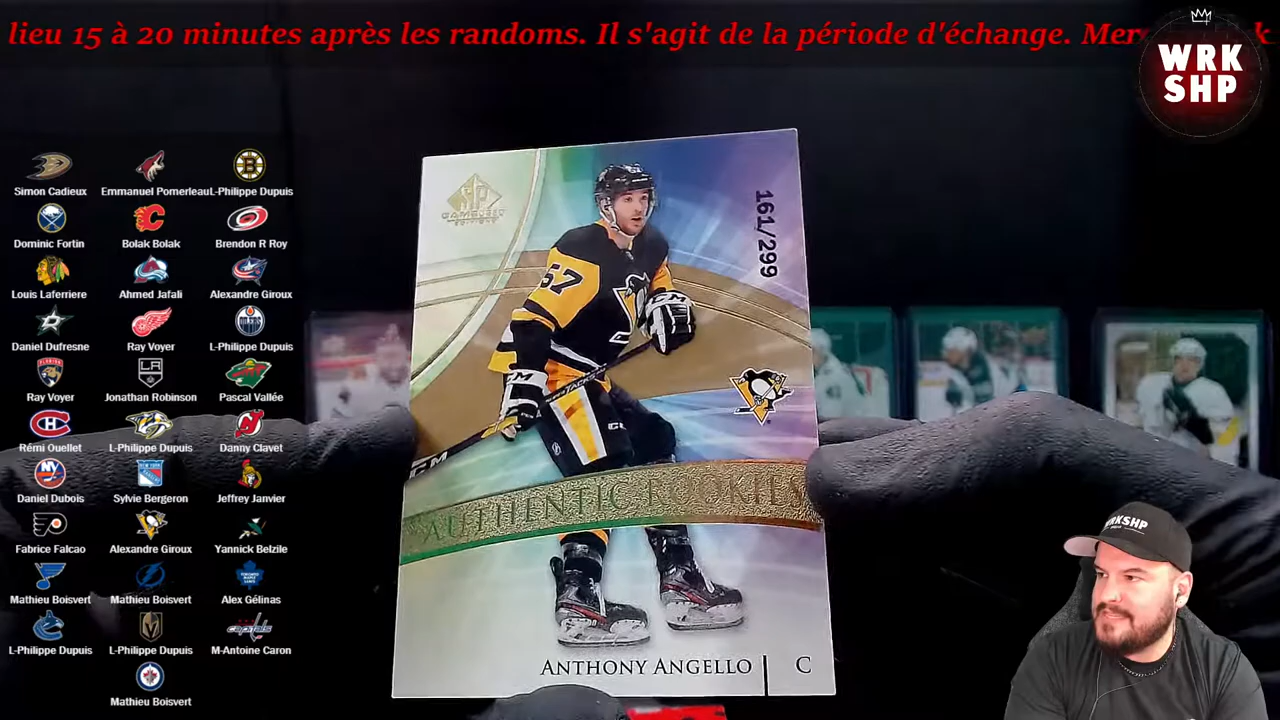 lieu 15 à 20 minutes après les randoms. Il s'agit de la période d'échange.
WRK
SHP
Simon Cadieux
Emmanuel Pomerleau
L-Philippe Dupuis
Dominic Fortin
Bolak Bolak
Brendon R Roy
Louis Laferriere
Ahmed Jafali
Alexandre Giroux
Daniel Dufresne
Ray Voyer
L-Philippe Dupuis
Ray Voyer
Jonathan Robinson
Pascal Vallée
Rémi Ouellet
L-Philippe Dupuis
Danny Clavet
Daniel Dubois
Sylvie Bergeron
Jeffrey Janvier
Fabrice Falcao
Alexandre Giroux
Yannick Belzile
Mathieu Boisvert
Mathieu Boisvert
Alex Gélinas
L-Philippe Dupuis
L-Philippe Dupuis
M-Antoine Caron
Mathieu Boisvert
SP
161/299
57
CCM
CCM
CCM
AUTHENTIC ROOKIES
ANTHONY ANGELLO | C
WRKSHP